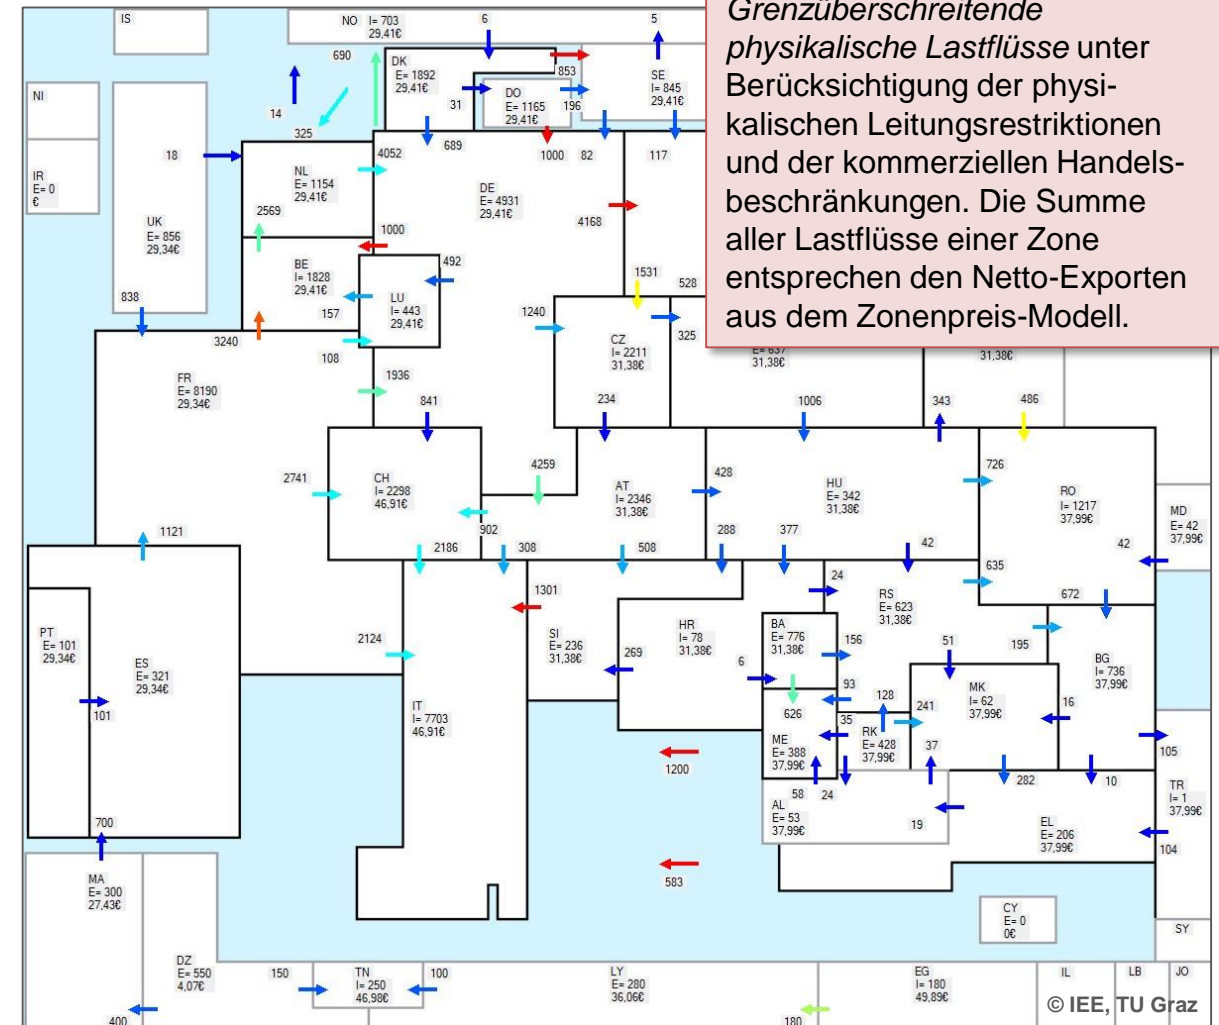 Grenzüberschreitende
physikalische Lastflüsse unter
Berücksichtigung der physi-
kalischen Leitungsrestriktionen
und der kommerziellen Handels-
beschränkungen. Die Summe
aller Lastflüsse einer Zone
entsprechen den Netto-Exporten
aus dem Zonenpreis-Modell.
IS
NO I= 703
29,41€
6
5
690
DK
E= 1892
29,41€
853
SE
I= 845
29,41€
NI
14
31
DO
E= 1165
29,41€
196
325
18
4052
689
1000
82
117
IR
E= 0
€
NL
E= 1154
29,41€
DE
E= 4931
29,41€
UK
E= 856
29,34€
2569
4168
1000
BE
I= 1828
29,41€
492
1531
528
838
LU
I= 443
29,41€
157
1240
325
3240
108
CZ
I= 2211
31,38€
E= 637
31,38€
31,38€
FR
E= 8190
29,34€
1936
841
234
1006
343
486
2741
CH
I= 2298
46,91€
4259
AT
I= 2346
31,38€
428
HU
E= 342
31,38€
726
RO
I= 1217
37,99€
MD
E= 42
37,99€
1121
902
2186
308
508
288
377
42
42
635
1301
24
RS
E= 623
31,38€
672
PT
E= 101
29,34€
ES
E= 321
29,34€
2124
SI
E= 236
31,38€
HR
I= 78
31,38€
BA
E= 776
31,38€
156
51
195
269
6
BG
I= 736
37,99€
101
IT
I= 7703
46,91€
93
128
MK
I= 62
37,99€
16
626
35
241
ME
E= 388
37,99€
RK
E= 428
37,99€
37
105
1200
58
24
282
10
AL
E= 53
37,99€
19
TR
I= 1
37,99€
700
EL
E= 206
37,99€
104
583
MA
E= 300
27,43€
CY
E= 0
0€
SY
DZ
E= 550
4,07€
150
TN
I= 250
46,98€
100
LY
E= 280
36,06€
EG
I= 180
49,89€
IL
LB
JO
400
180
© IEE, TU Graz